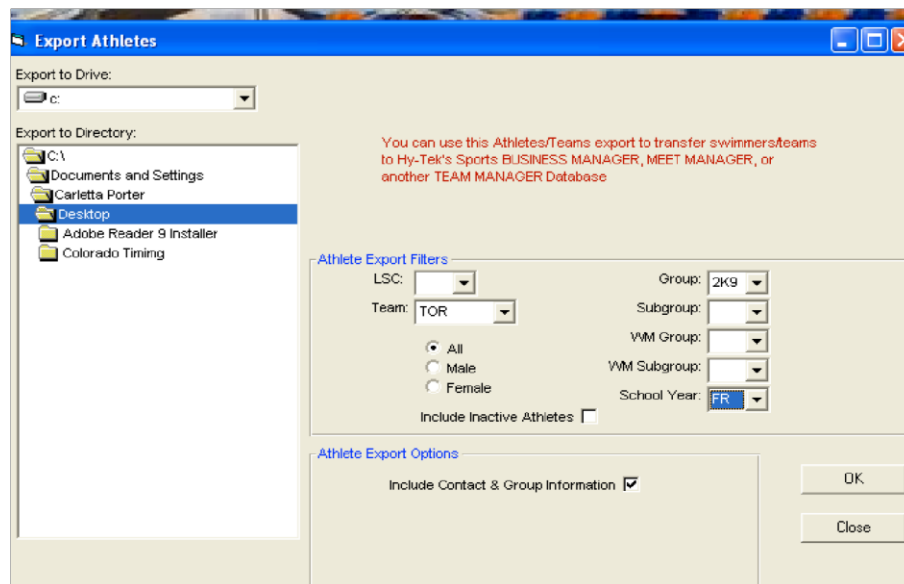 Export Athletes
Export to Drive:
c:
Export to Directory:
C:\
Documents and Settings
Carletta Porter
Desktop
Adobe Reader 9 Installer
Colorado Timing
You can use this Athletes/Teams export to transfer swimmers/teams
to Hy-Tek's Sports BUSINESS MANAGER, MEET MANAGER, or
another TEAM MANAGER Database
Athlete Export Filters
LSC:
Team: TOR
All
Male
Female
Include Inactive Athletes
Group: 2K9
Subgroup:
WM Group:
WM Subgroup:
School Year: FR
Athlete Export Options
Include Contact & Group Information
OK
Close